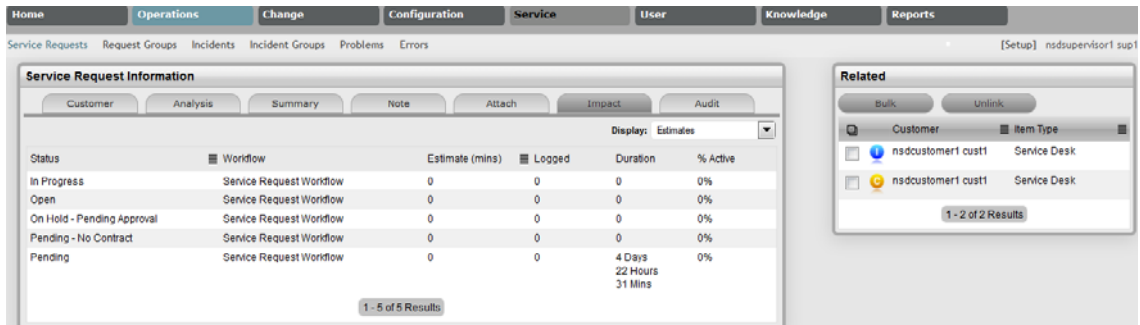 Home Operations Change Configuration Service User Knowledge Reports
Service Requests Request Groups Incidents Incident Groups Problems Errors [Setup] nsdsupervisor1 sup1
Service Request Information
Customer Analysis Summary Note Attach Impact Audit
Display: Estimates
Status Workflow Estimate (mins) Logged Duration % Active
In Progress Service Request Workflow 0 0 0 0%
Open Service Request Workflow 0 0 0 0%
On Hold - Pending Approval Service Request Workflow 0 0 0 0%
Pending - No Contract Service Request Workflow 0 0 0 0%
Pending Service Request Workflow 0 0 4 Days 0%
22 Hours
31 Mins
1 - 5 of 5 Results
Related
Bulk Unlink
Customer Item Type
I nsdcustomer1 cust1 Service Desk
C nsdcustomer1 cust1 Service Desk
1 - 2 of 2 Results